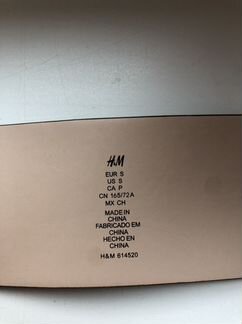 H&M
EUR S
US S
CA P
CN 165/72A
MX CH
MADE IN
CHINA
FABRICADO EM
CHINA
HECHO EN
CHINA
H&M 614520